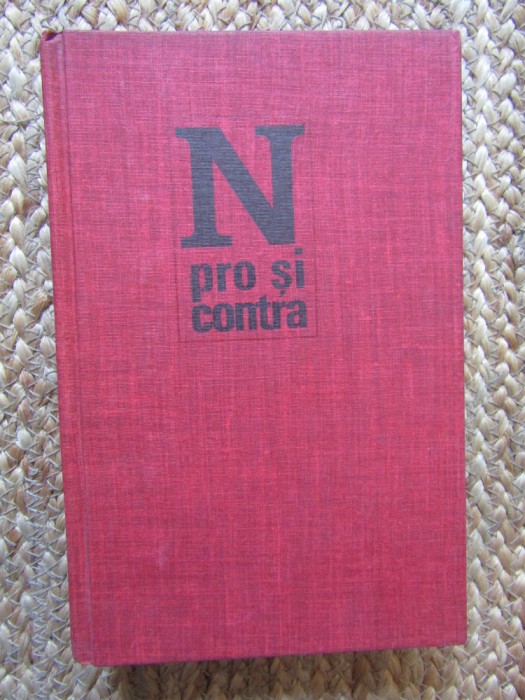 N
pro și
contra